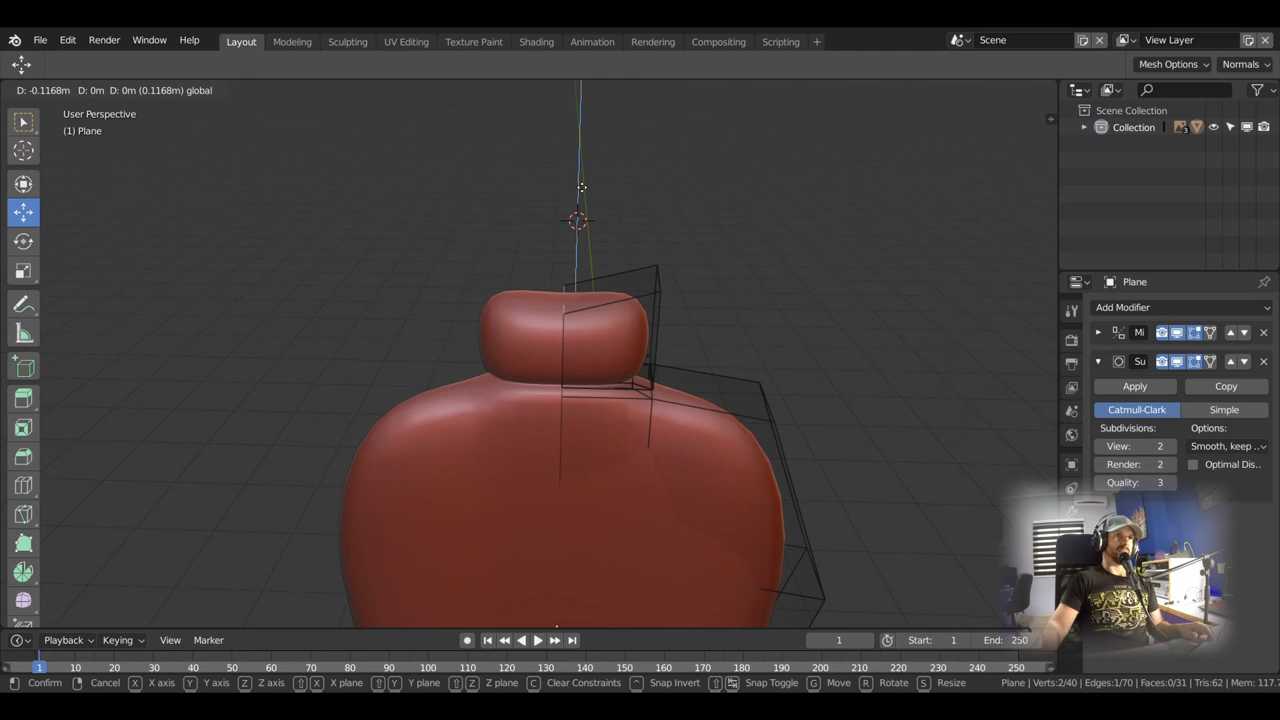 File Edit Render Window Help Layout Modeling Sculpting UV Editing Texture Paint Shading Animation Rendering Compositing Scripting + Scene View Layer
Mesh Options Normals
D: -0.1168m D: 0m D: 0m (0.1168m) global
User Perspective
(1) Plane
Scene Collection
Collection 3
Plane
Add Modifier
Mi
Su
Apply Copy
Catmull-Clark Simple
Subdivisions: Options:
View: 2 Smooth, keep ..
Render: 2 Optimal Dis..
Quality: 3
Playback Keying View Marker 1 Start: 1 End: 250
1 10 20 30 40 50 60 70 80 90 100 110 120 130 140 150 160 170 180 190 200 210 220 230 240 250
Confirm Cancel X X axis Y Y axis Z Z axis X X plane Y Y plane Z Z plane C Clear Constraints ^ Snap Invert Snap Toggle G Move R Rotate S Resize Plane | Verts:2/40 | Edges:1/70 | Faces:0/31 | Tris:62 | Mem: 117.7